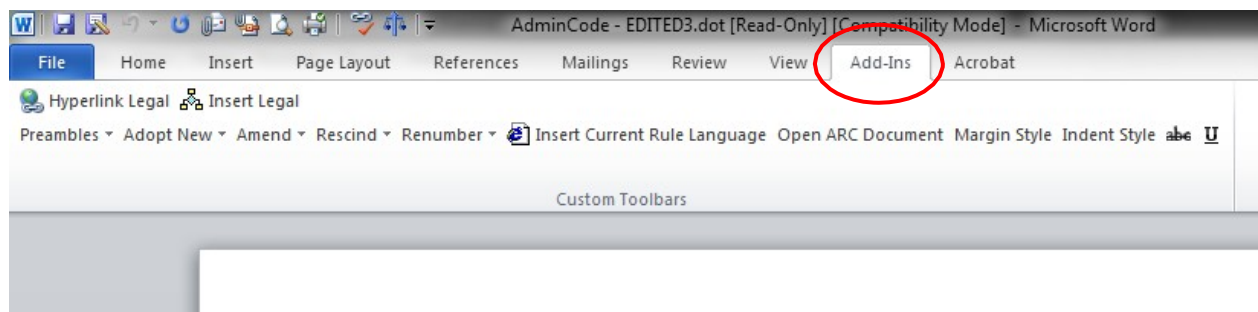 AdminCode - EDITED3.dot [Read-Only] [Compatibility Mode] - Microsoft Word
File Home Insert Page Layout References Mailings Review View Add-Ins Acrobat
Hyperlink Legal Insert Legal
Preambles Adopt New Amend Rescind Renumber Insert Current Rule Language Open ARC Document Margin Style Indent Style abc U
Custom Toolbars